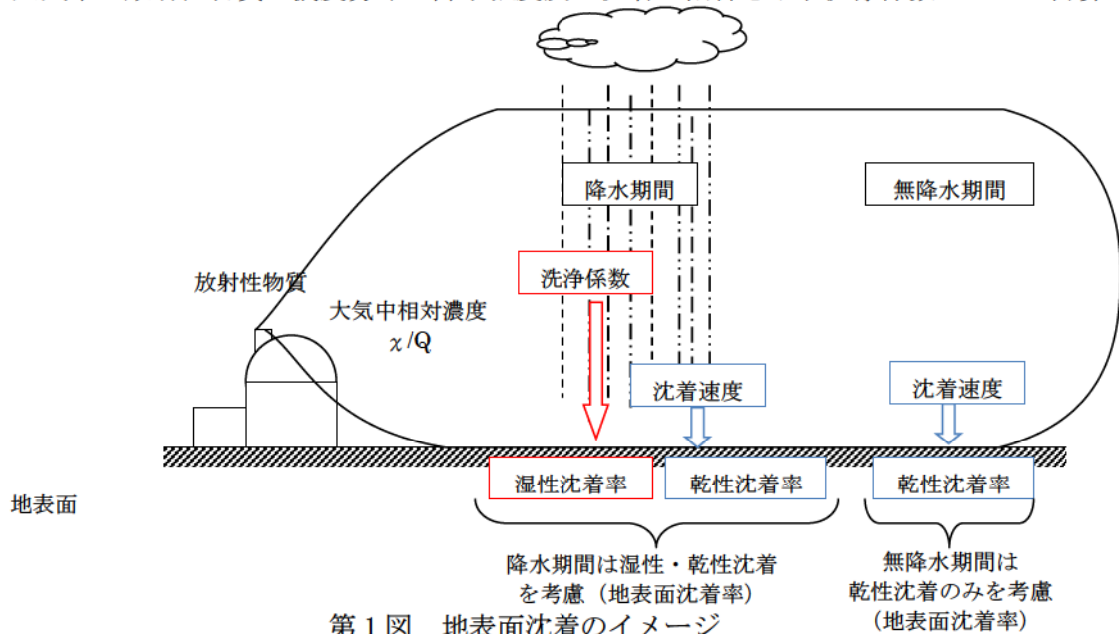 降水期間
無降水期間
洗浄係数
放射性物質
大気中相対濃度
χ/Q
沈着速度
沈着速度
湿性沈着率
乾性沈着率
乾性沈着率
地表面
降水期間は湿性・乾性沈着
を考慮(地表面沈着率)
無降水期間は
乾性沈着のみを考慮
(地表面沈着率)
第1図 地表面沈着のイメージ